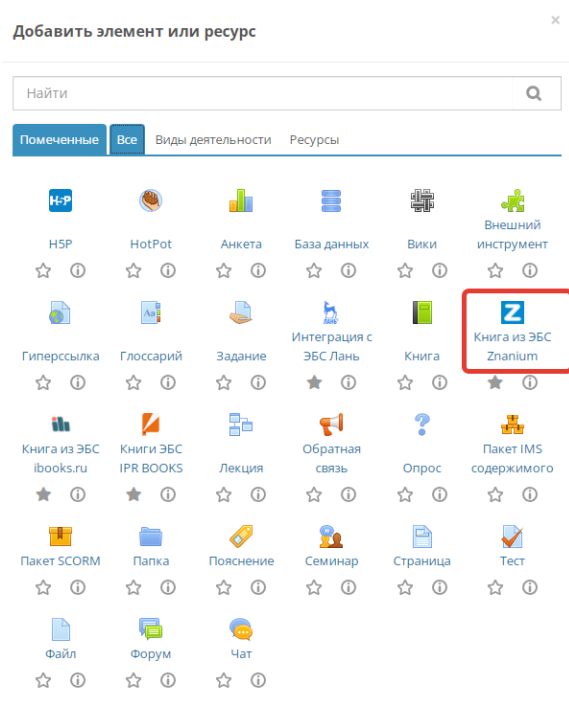 Добавить элемент или ресурс
×
Найти
Помеченные Все Виды деятельности Ресурсы
H5P HotPot Анкета База данных Вики Внешний
инструмент
Гиперссылка Глоссарий Задание Интеграция с
ЭБС Лань Книга Книга из ЭБС
Znanium
Книга из ЭБС
ibooks.ru Книги ЭБС
IPR BOOKS Лекция Обратная
связь Опрос Пакет IMS
содержимого
Пакет SCORM Папка Пояснение Семинар Страница Тест
Файл Форум Чат